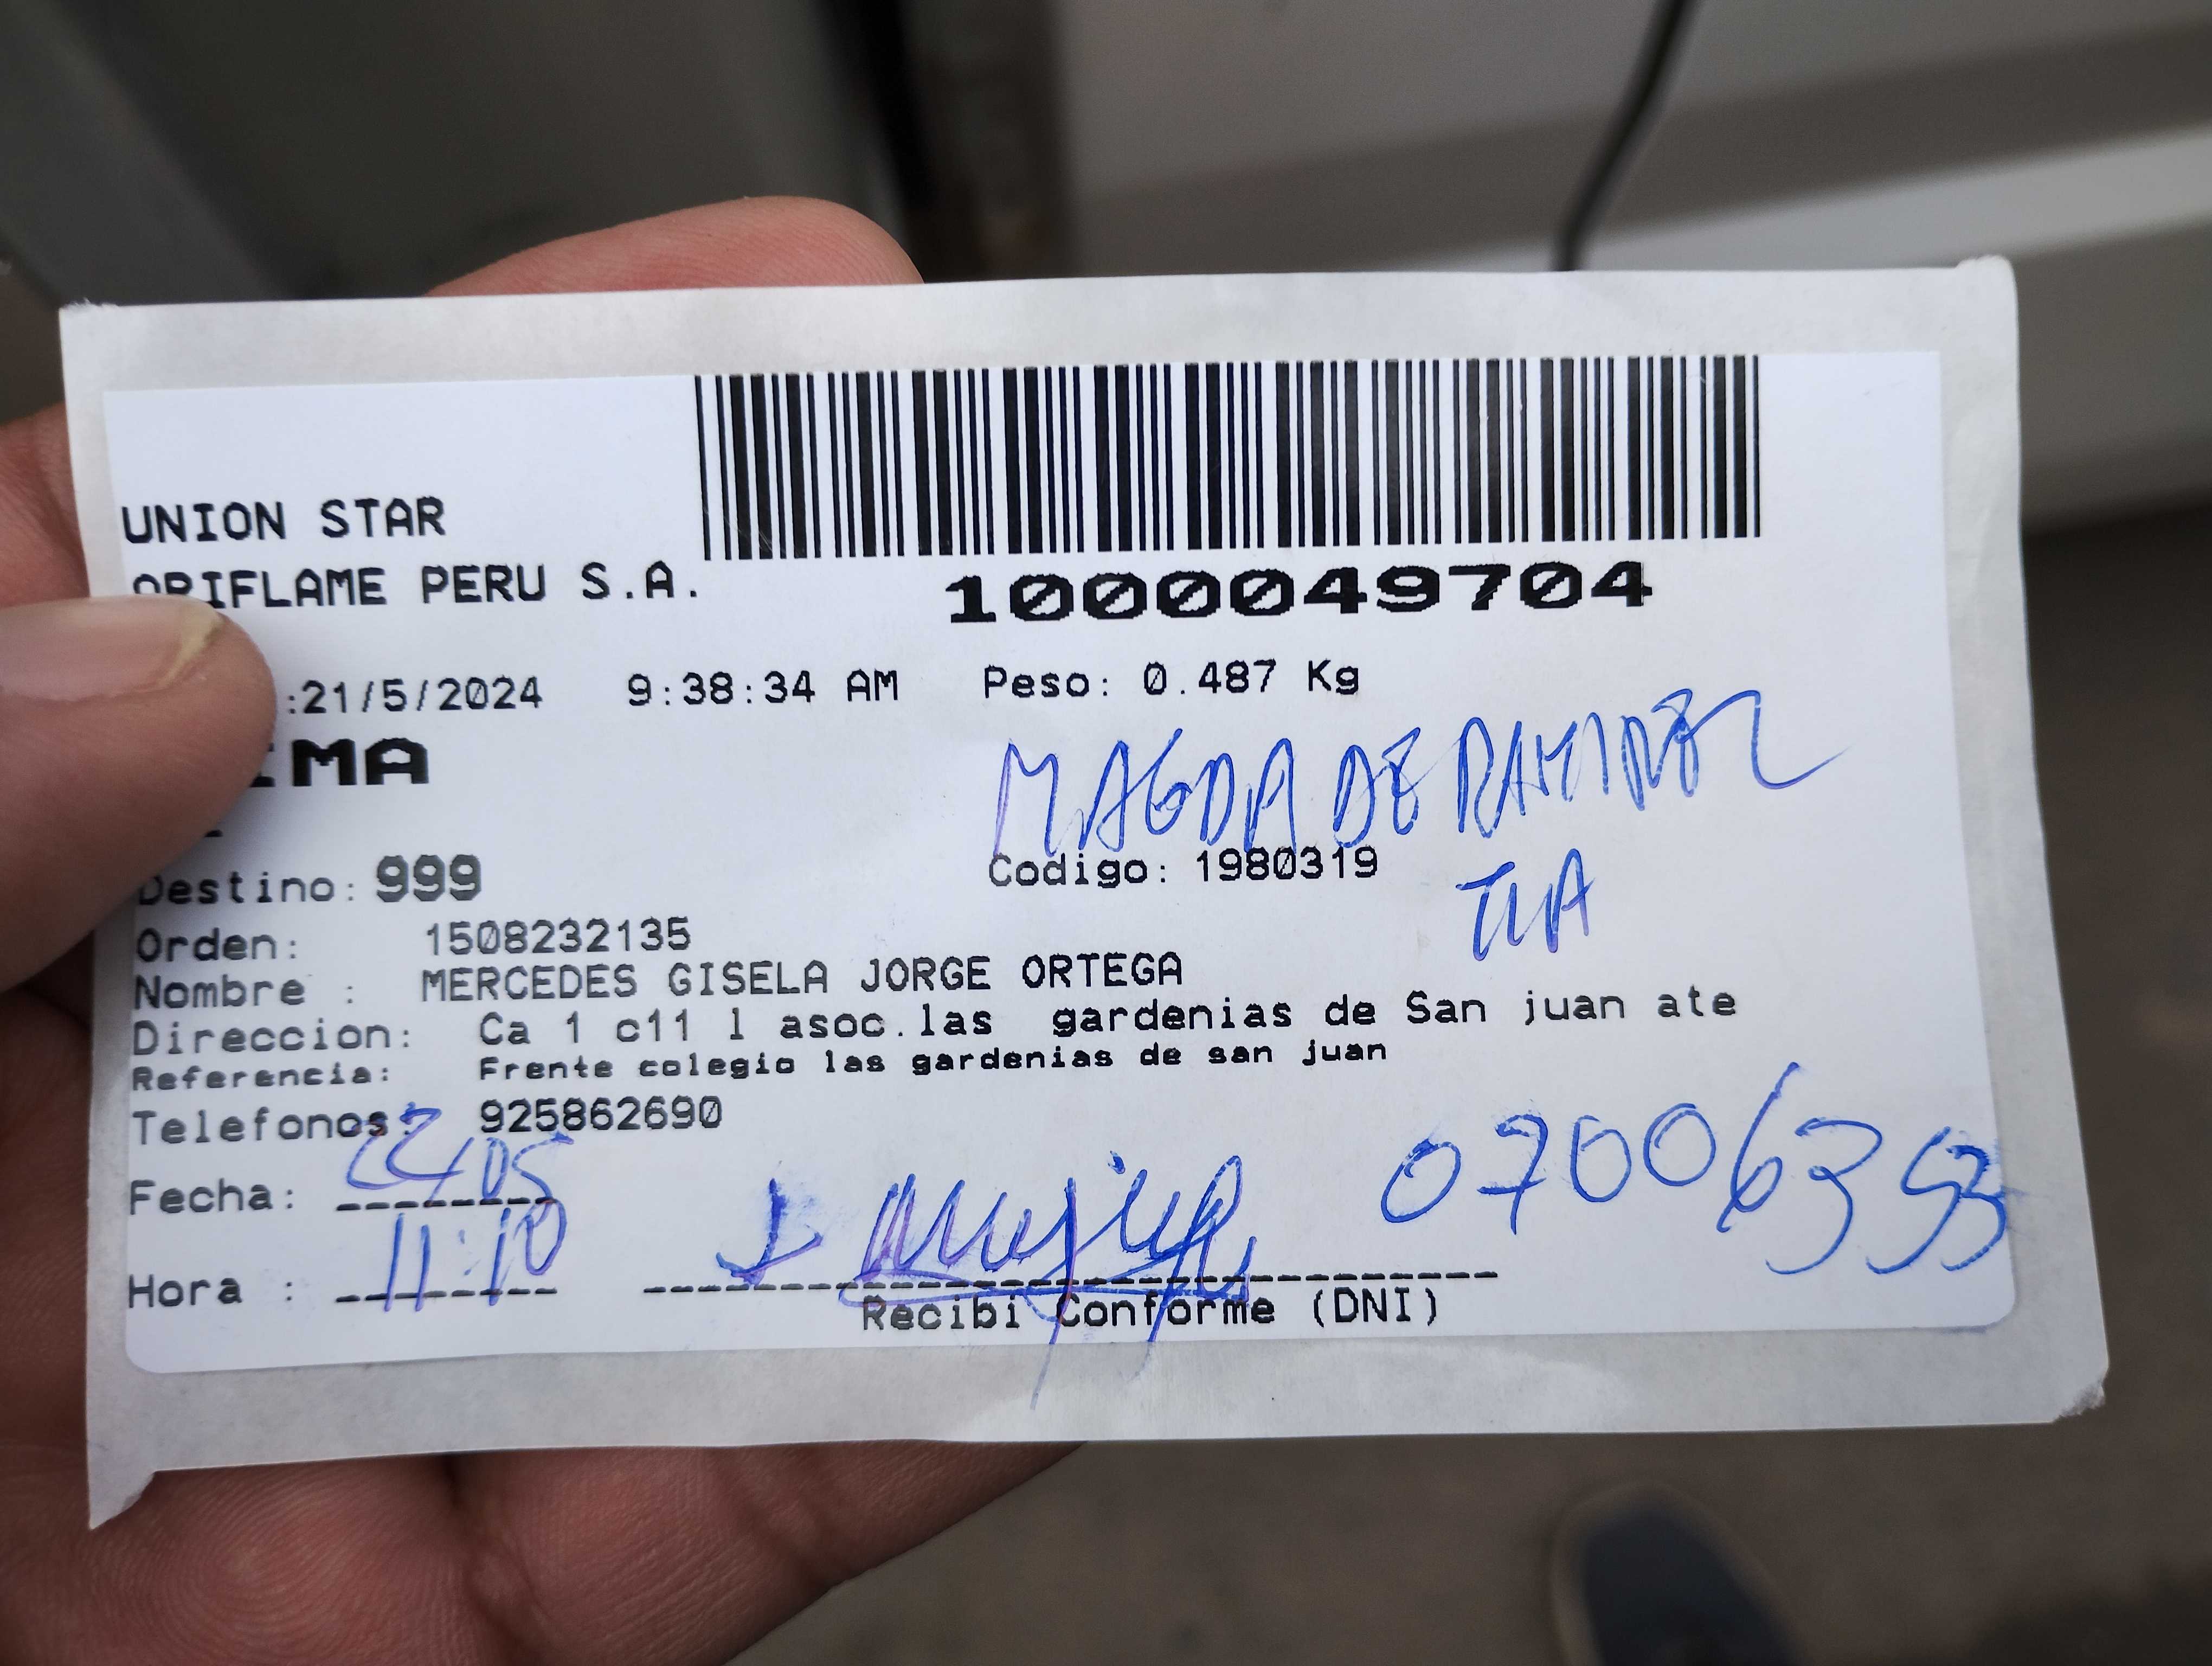 UNION STAR
ORIFLAME PERU S.A.
1000049704
:21/5/2024 9:38:34 AM Peso: 0.487 Kg
IMA
MAGDA DE RAMIREZ
Destino: 999 Codigo: 1980319
TIA
Orden: 1508232135
Nombre : MERCEDES GISELA JORGE ORTEGA
Direccion: Ca 1 c11 l asoc.las gardenias de San juan ate
Referencia: Frente colegio las gardenias de san juan
Telefonos: 925862690
Fecha: 22/05
07006353
Hora : 11:10
Recibi Conforme (DNI)